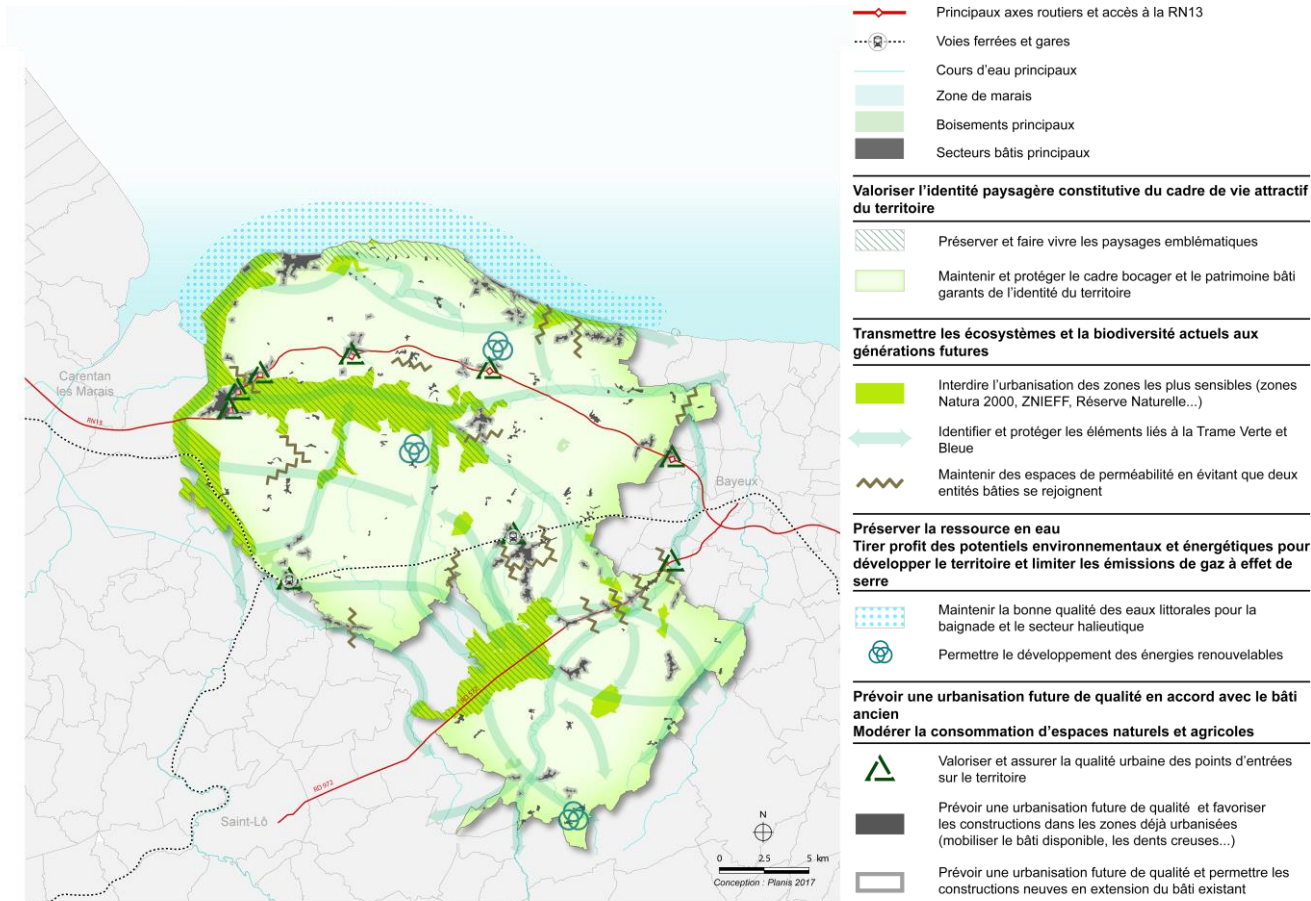 Principaux axes routiers et accès à la RN13
Voies ferrées et gares
Cours d'eau principaux
Zone de marais
Boisements principaux
Secteurs bâtis principaux
Valoriser l'identité paysagère constitutive du cadre de vie attractif
du territoire
Préserver et faire vivre les paysages emblématiques
Maintenir et protéger le cadre bocager et le patrimoine bâti
garants de l'identité du territoire
Transmettre les écosystèmes et la biodiversité actuels aux
générations futures
Interdire l'urbanisation des zones les plus sensibles (zones
Natura 2000, ZNIEFF, Réserve Naturelle...)
Identifier et protéger les éléments liés à la Trame Verte et
Bleue
Maintenir des espaces de perméabilité en évitant que deux
entités bâties se rejoignent
Préserver la ressource en eau
Tirer profit des potentiels environnementaux et énergétiques pour
développer le territoire et limiter les émissions de gaz à effet de
serre
Maintenir la bonne qualité des eaux littorales pour la
baignade et le secteur halieutique
Permettre le développement des énergies renouvelables
Prévoir une urbanisation future de qualité en accord avec le bâti
ancien
Modérer la consommation d'espaces naturels et agricoles
Valoriser et assurer la qualité urbaine des points d'entrées
sur le territoire
Prévoir une urbanisation future de qualité et favoriser
les constructions dans les zones déjà urbanisées
(mobiliser le bâti disponible, les dents creuses...)
Prévoir une urbanisation future de qualité et permettre les
constructions neuves en extension du bâti existant
Carentan
les Marais
RN13
Bayeux
RD 572
RD 972
Saint-Lô
N
0 2.5 5 km
Conception : Planis 2017